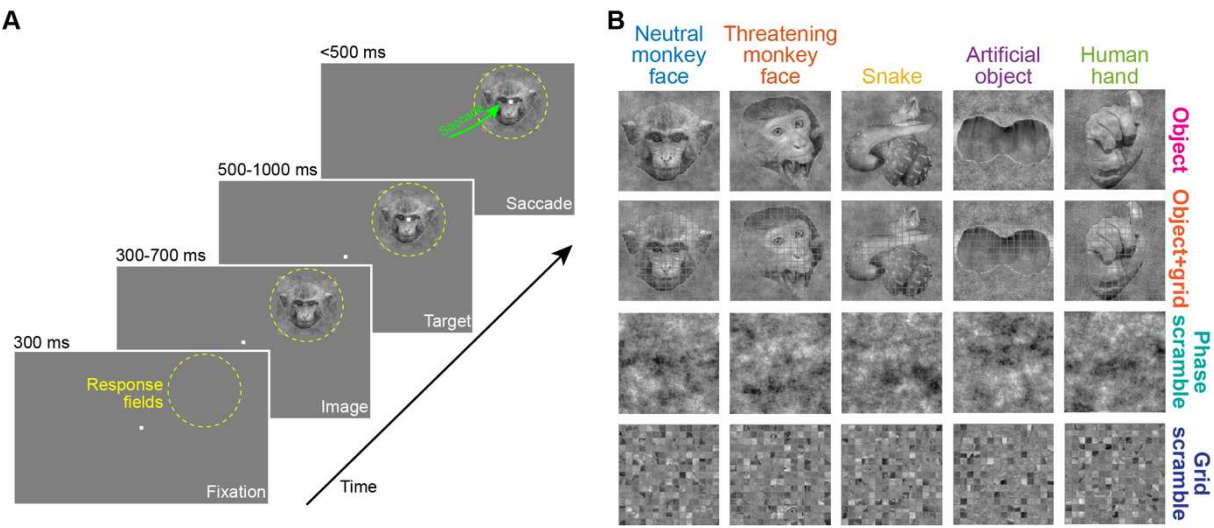 A
<500 ms
Saccade
Saccade
500-1000 ms
Target
300-700 ms
Image
300 ms
Response
fields
Fixation
Time
B
Neutral
monkey
face
Threatening
monkey
face
Snake
Artificial
object
Human
hand
Object
Object+grid
Phase
scramble
Grid
scramble